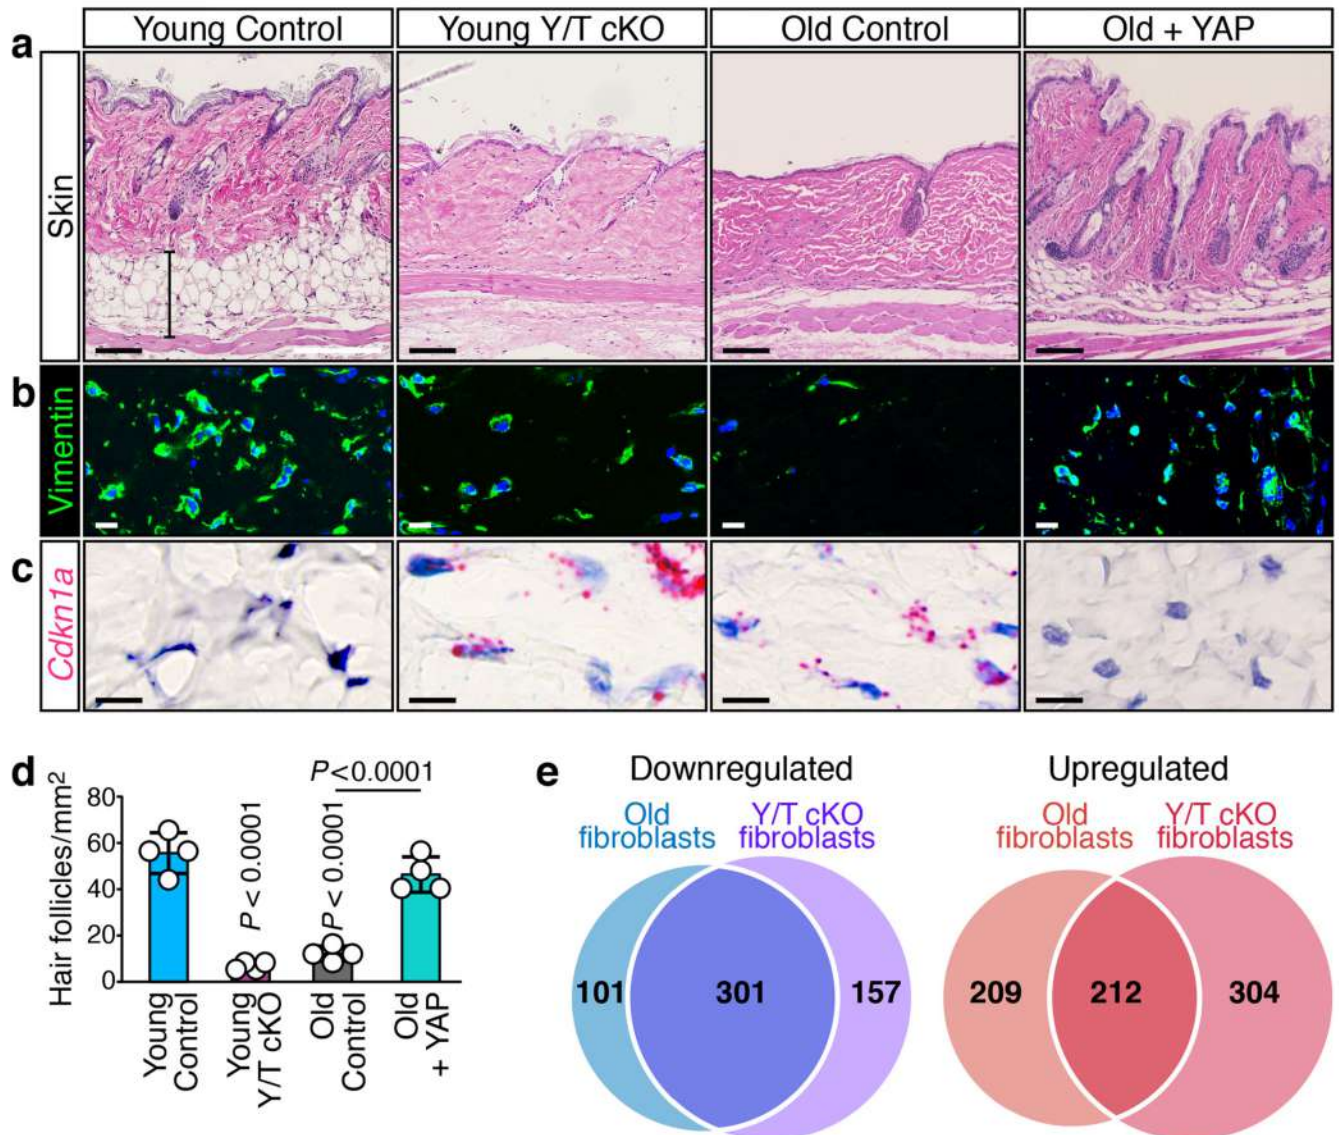 a
Young Control
Young Y/T cKO
Old Control
Old + YAP
Skin
b
Vimentin
c
Cdkn1a
d
P<0.0001
Hair follicles/mm²
80
60
40
20
0
P < 0.0001
P < 0.0001
Young
Control
Young
Y/T cKO
Old
Control
Old
+ YAP
e
Downregulated
Old
fibroblasts
Y/T cKO
fibroblasts
101
301
157
Upregulated
Old
fibroblasts
Y/T cKO
fibroblasts
209
212
304